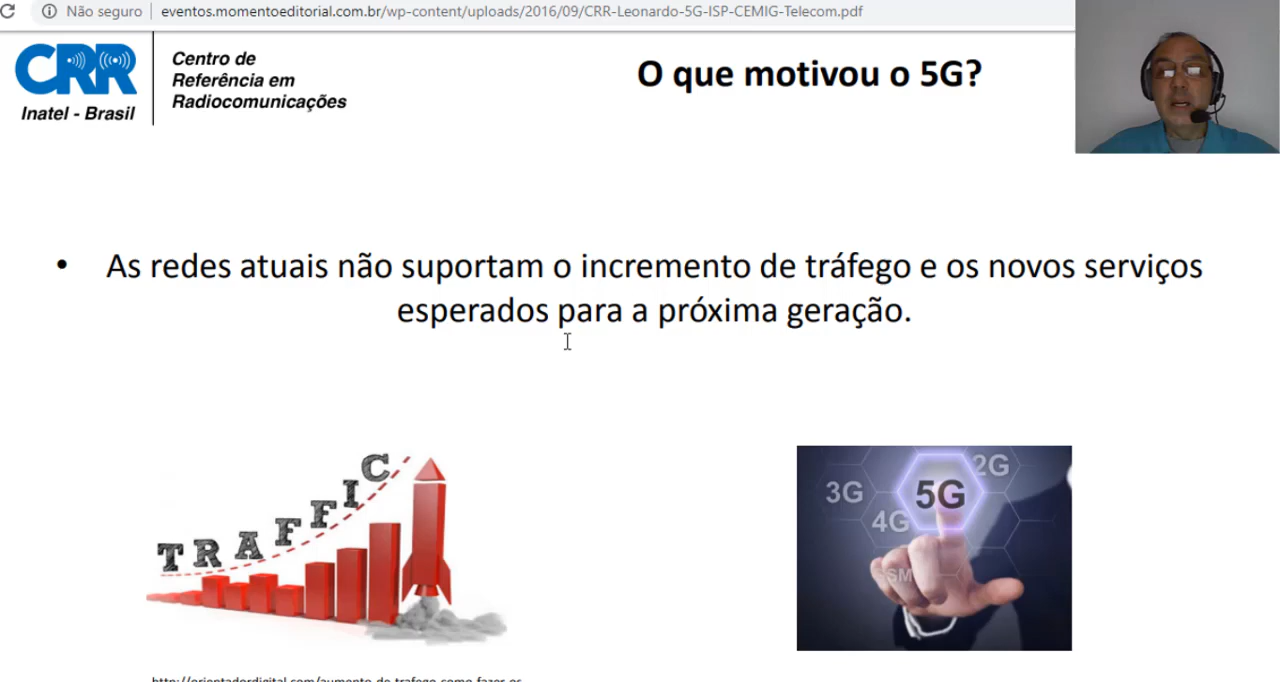 Não seguro
eventos.momentoeditorial.com.br/wp-content/uploads/2016/09/CRR-Leonardo-5G-ISP-CEMIG-Telecom.pdf
CRR
Inatel - Brasil
Centro de
Referência em
Radiocomunicações
O que motivou o 5G?
• As redes atuais não suportam o incremento de tráfego e os novos serviços
esperados para a próxima geração.
TRAFFIC
2G
3G
5G
4G
GSM